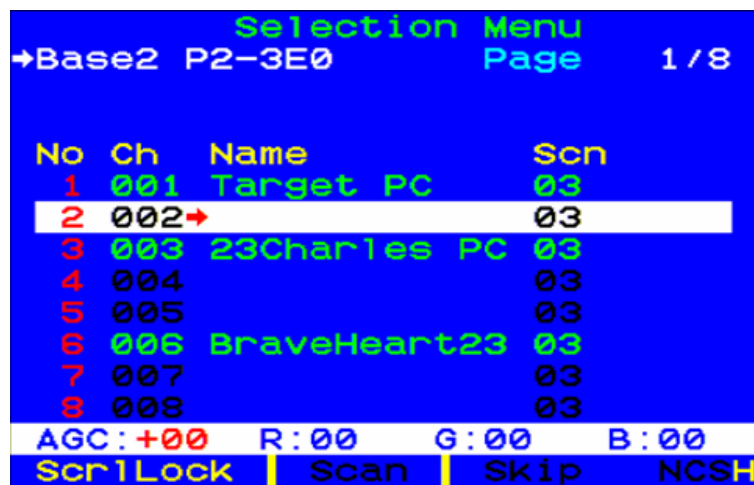 Selection Menu
→Base2 P2-3E0 Page 1/8
No Ch Name Scn
1 001 Target PC 03
2 002→ 03
3 003 23Charles PC 03
4 004 03
5 005 03
6 006 BraveHeart23 03
7 007 03
8 008 03
AGC:+00 R:00 G:00 B:00
ScrlLock Scan Skip NCSH